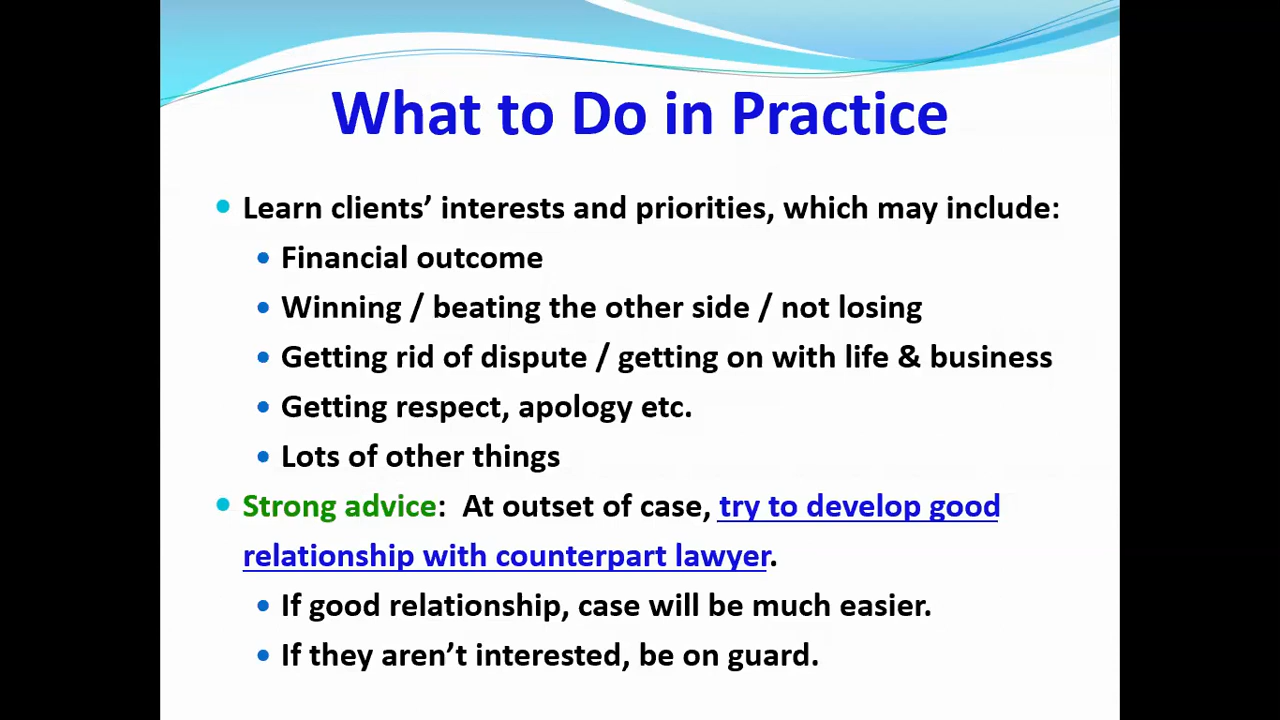 What to Do in Practice
• Learn clients’ interests and priorities, which may include:
• Financial outcome
• Winning / beating the other side / not losing
• Getting rid of dispute / getting on with life & business
• Getting respect, apology etc.
• Lots of other things
• Strong advice:  At outset of case, try to develop good
relationship with counterpart lawyer.
• If good relationship, case will be much easier.
• If they aren’t interested, be on guard.